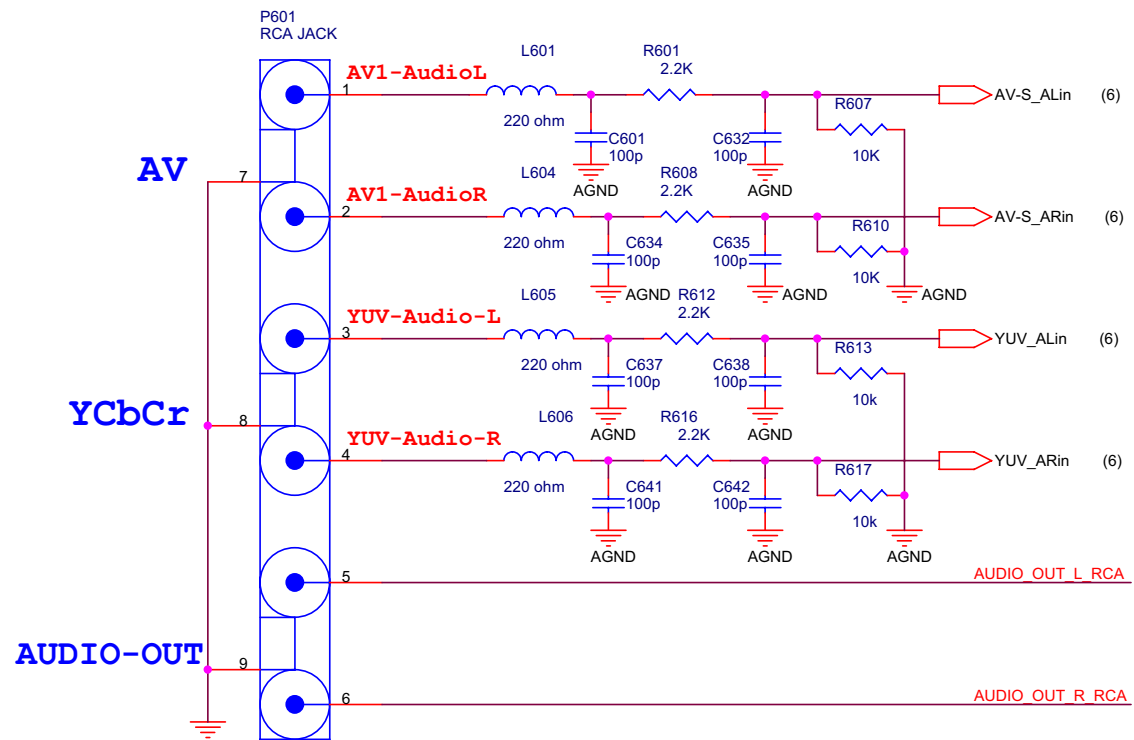 P601
RCA JACK
L601
R601
2.2K
AV1-AudioL
1
AV-S_ALin (6)
R607
220 ohm
C601
100p
C632
100p
10K
AV
7
L604
AGND
R608
2.2K
AGND
AV1-AudioR
2
AV-S_ARin (6)
R610
220 ohm
C634
100p
C635
100p
10K
L605
AGND
R612
2.2K
AGND
AGND
YUV-Audio-L
3
YUV_ALin (6)
R613
220 ohm
C637
100p
C638
100p
10k
YCbCr
8
L606
AGND
R616
2.2K
AGND
YUV-Audio-R
4
YUV_ARin (6)
R617
220 ohm
C641
100p
C642
100p
10k
AGND
AGND
AGND
5
AUDIO_OUT_L_RCA
AUDIO-OUT
9
6
AUDIO_OUT_R_RCA